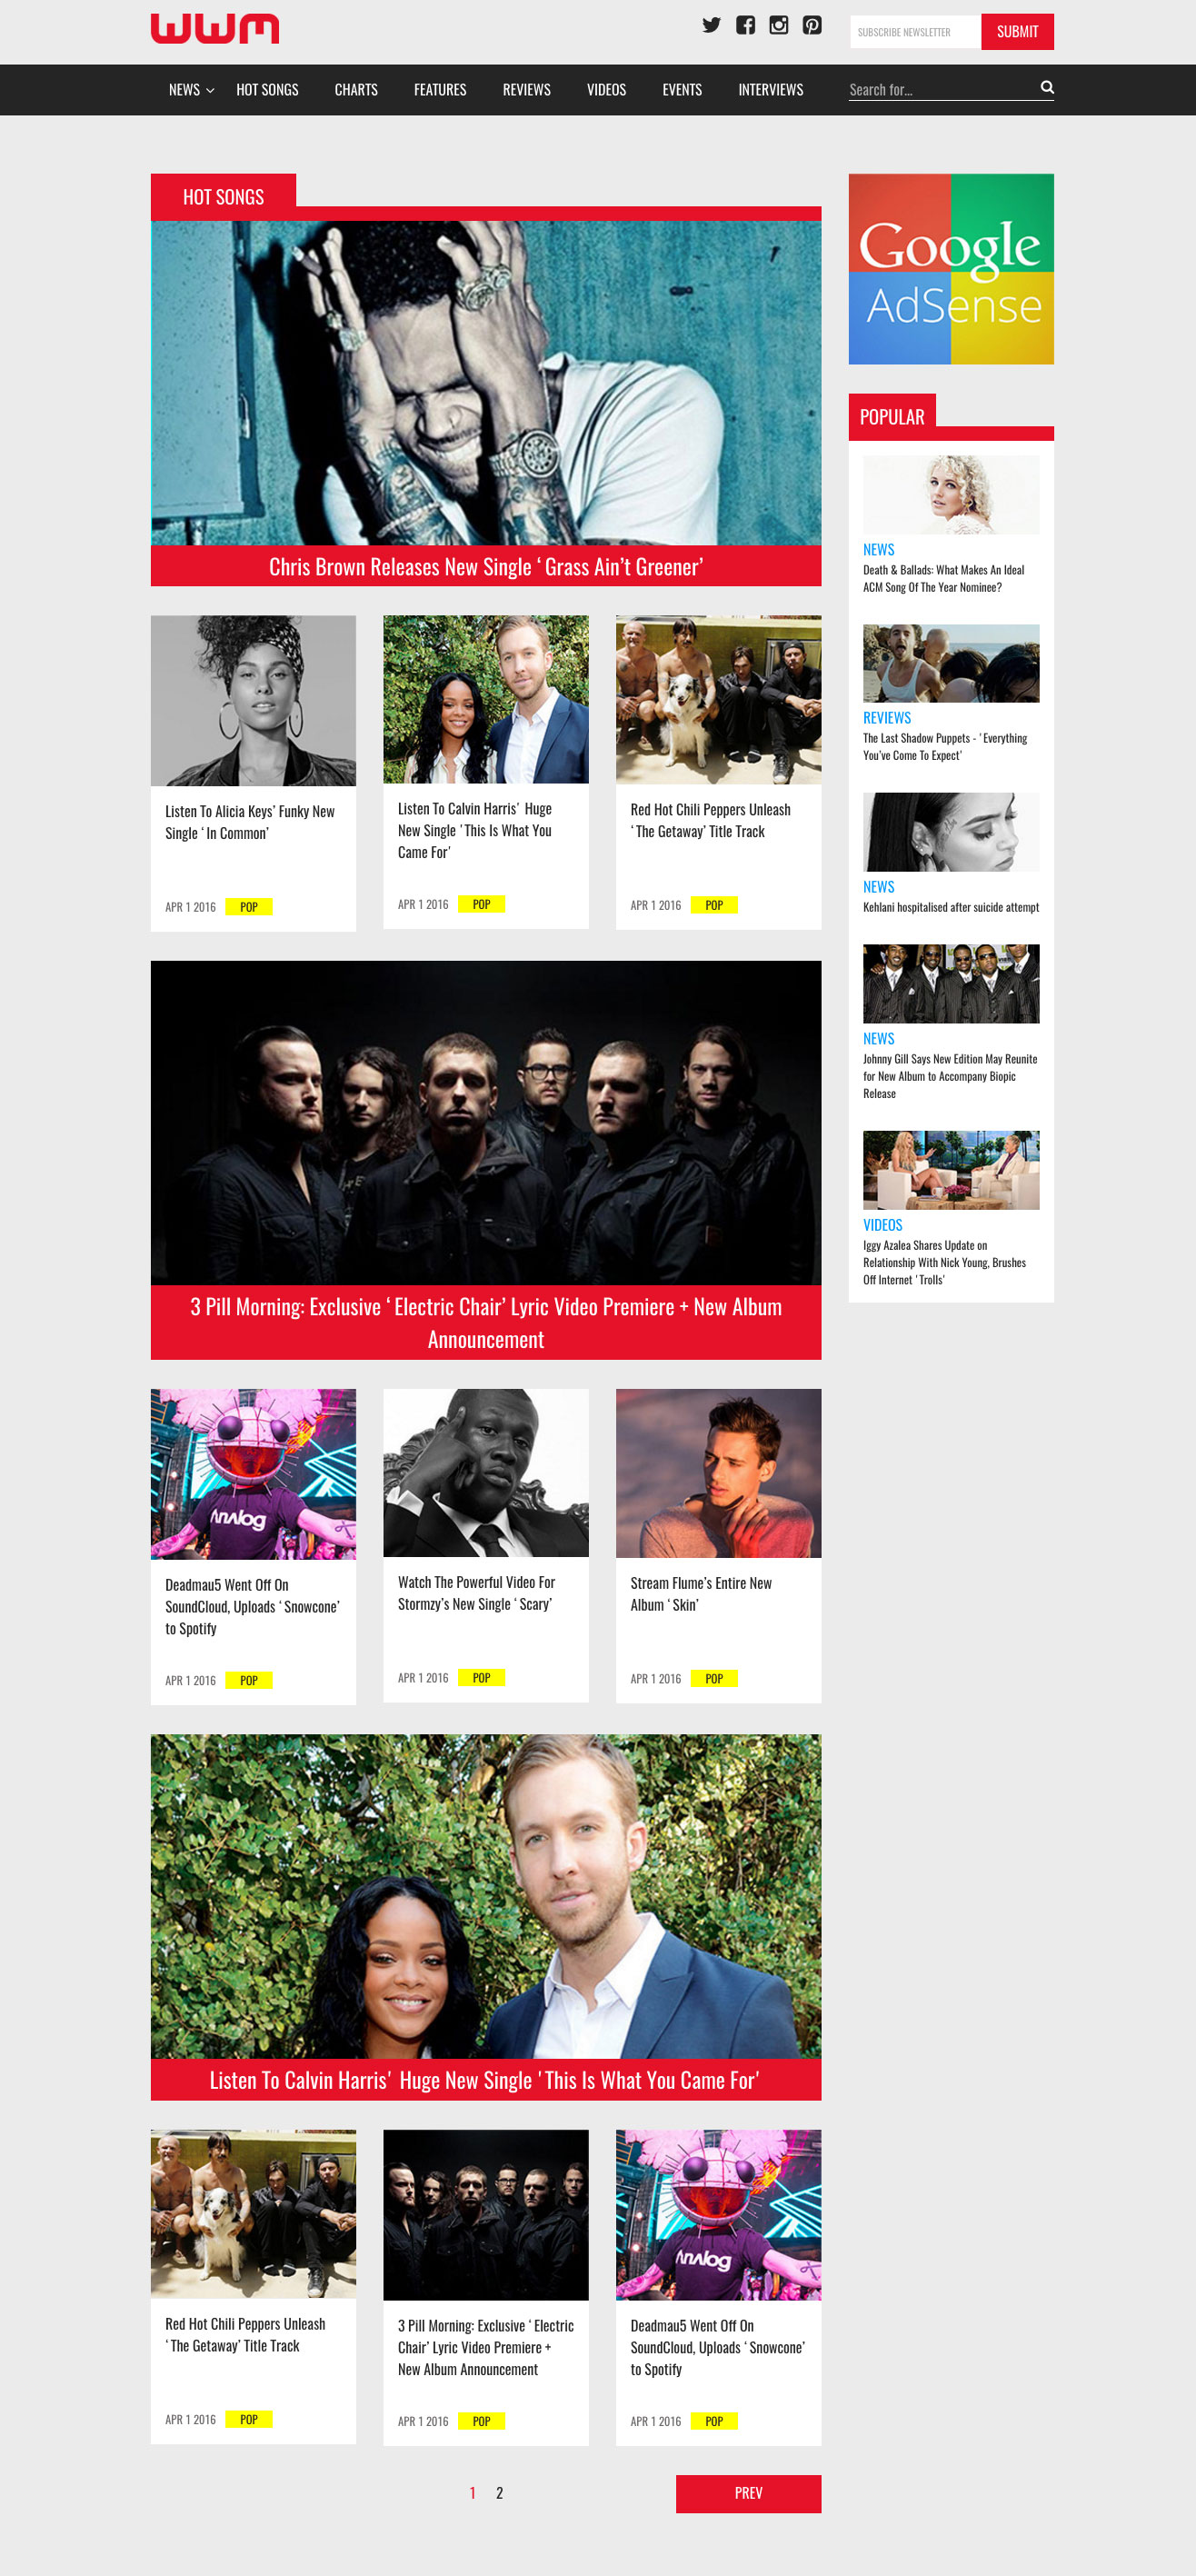 WWM
SUBSCRIBE NEWSLETTER
SUBMIT
NEWS
HOT SONGS
CHARTS
FEATURES
REVIEWS
VIDEOS
EVENTS
INTERVIEWS
Search for...
HOT SONGS
Chris Brown Releases New Single ‘Grass Ain’t Greener’
Listen To Alicia Keys’ Funky New
Single ‘In Common’
APR 1 2016 POP
Listen To Calvin Harris' Huge
New Single 'This Is What You
Came For'
APR 1 2016 POP
Red Hot Chili Peppers Unleash
‘The Getaway’ Title Track
APR 1 2016 POP
3 Pill Morning: Exclusive ‘Electric Chair’ Lyric Video Premiere + New Album
Announcement
Analog
Deadmau5 Went Off On
SoundCloud, Uploads ‘Snowcone’
to Spotify
APR 1 2016 POP
Watch The Powerful Video For
Stormzy’s New Single ‘Scary’
APR 1 2016 POP
Stream Flume’s Entire New
Album ‘Skin’
APR 1 2016 POP
Listen To Calvin Harris' Huge New Single 'This Is What You Came For'
Red Hot Chili Peppers Unleash
‘The Getaway’ Title Track
APR 1 2016 POP
3 Pill Morning: Exclusive ‘Electric
Chair’ Lyric Video Premiere +
New Album Announcement
APR 1 2016 POP
Analog
Deadmau5 Went Off On
SoundCloud, Uploads ‘Snowcone’
to Spotify
APR 1 2016 POP
1 2
PREV
Google
AdSense
POPULAR
NEWS
Death & Ballads: What Makes An Ideal
ACM Song Of The Year Nominee?
REVIEWS
The Last Shadow Puppets - 'Everything
You've Come To Expect'
NEWS
Kehlani hospitalised after suicide attempt
NEWS
Johnny Gill Says New Edition May Reunite
for New Album to Accompany Biopic
Release
VIDEOS
Iggy Azalea Shares Update on
Relationship With Nick Young, Brushes
Off Internet 'Trolls'